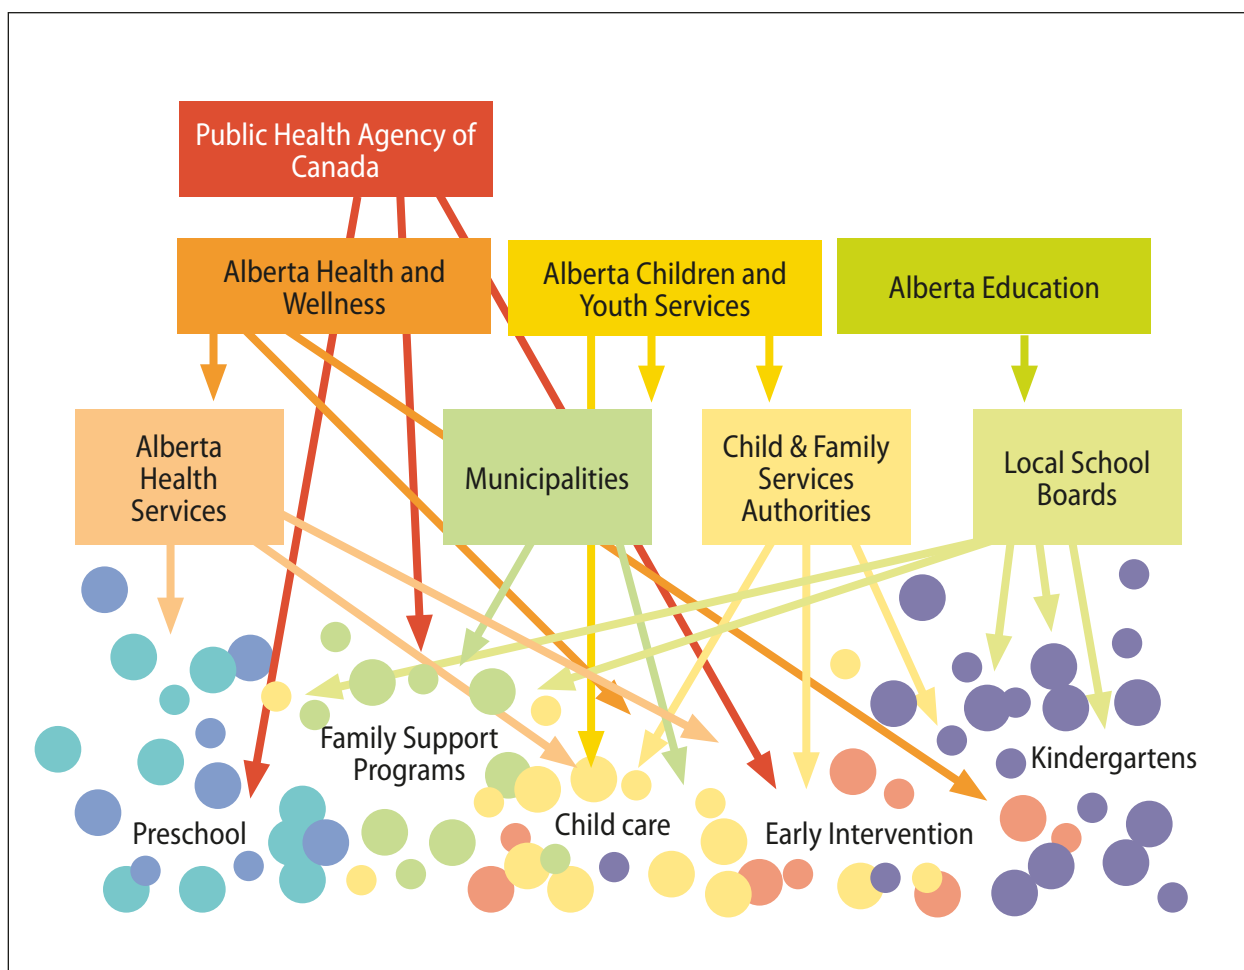 Public Health Agency of
Canada
Alberta Health and
Wellness
Alberta Children and
Youth Services
Alberta Education
Alberta
Health
Services
Municipalities
Child & Family
Services
Authorities
Local School
Boards
Family Support
Programs
Kindergartens
Preschool
Child care
Early Intervention